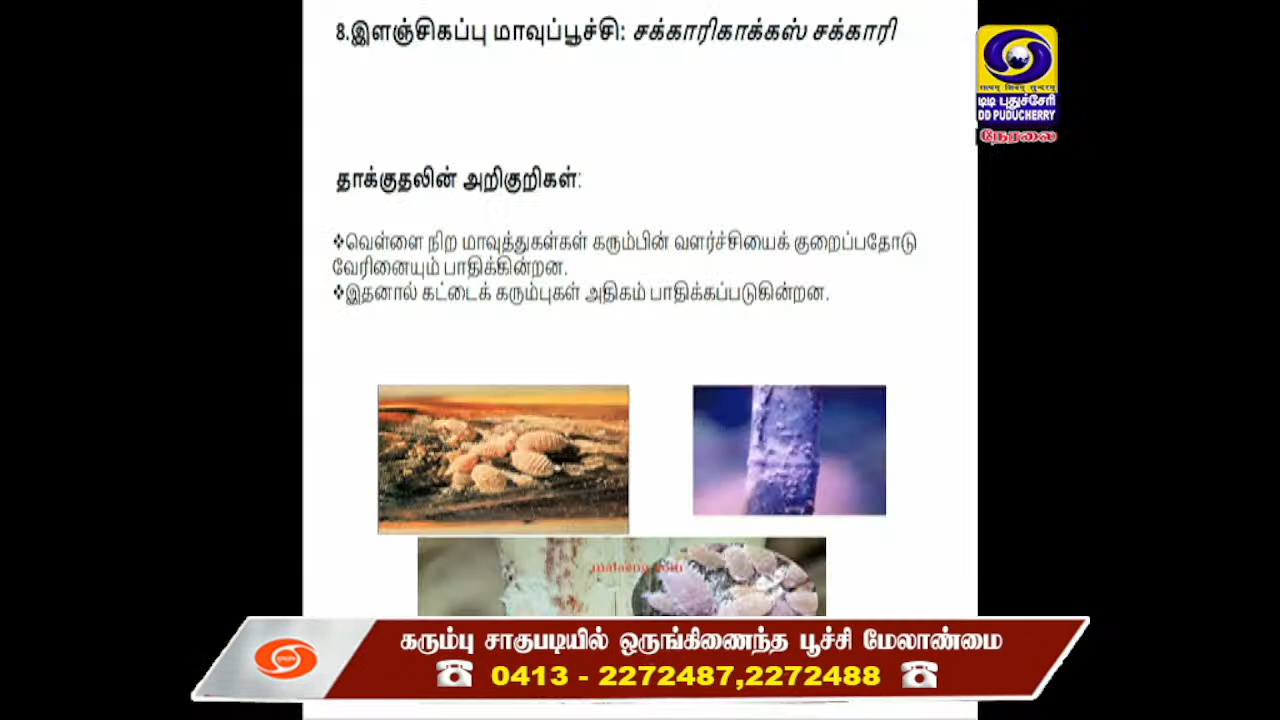 8.இளஞ்சிகப்பு மாவுப்பூச்சி: சக்காரிகாக்கஸ் சக்காரி
டிடி புதுச்சேரி
DD PUDUCHERRY
நேரலை
தாக்குதலின் அறிகுறிகள்:
❖வெள்ளை நிற மாவுத்துகள்கள் கரும்பின் வளர்ச்சியைக் குறைப்பதோடு
வேரினையும் பாதிக்கின்றன.
❖இதனால் கட்டைக் கரும்புகள் அதிகம் பாதிக்கப்படுகின்றன.
கரும்பு சாகுபடியில் ஒருங்கிணைந்த பூச்சி மேலாண்மை
☎ 0413 - 2272487,2272488 ☎